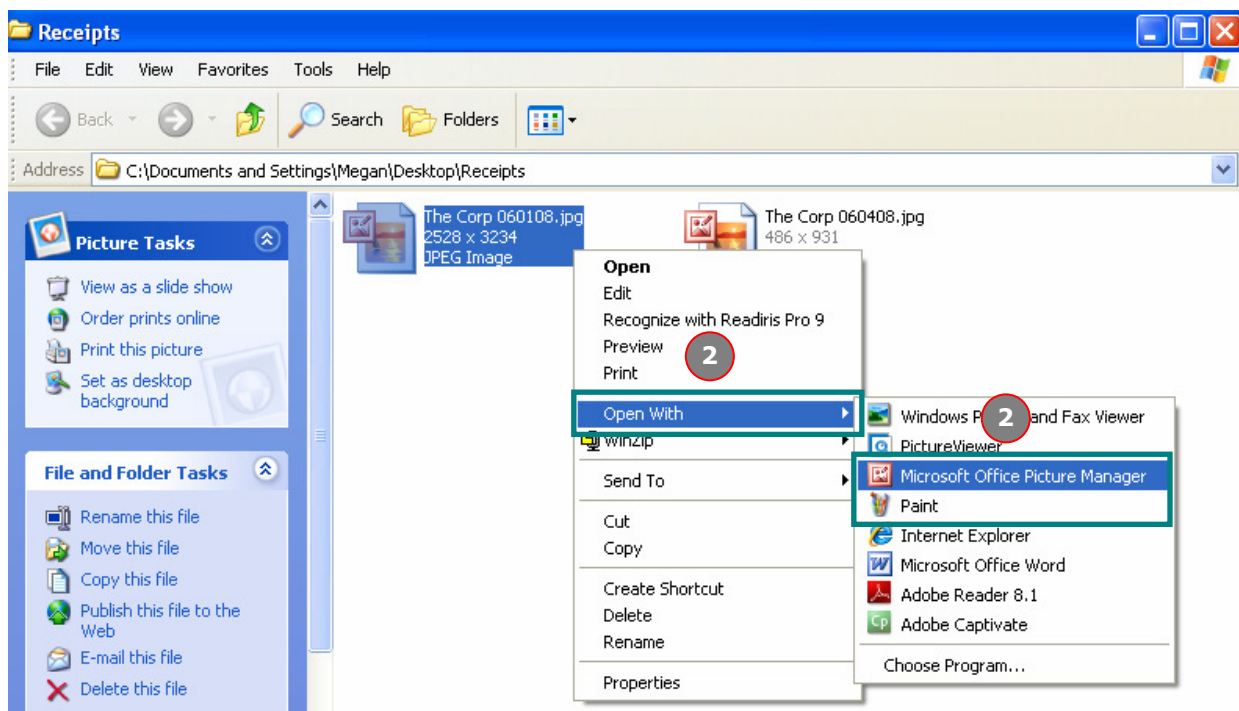 Receipts
File Edit View Favorites Tools Help
Back Search Folders
Address C:\Documents and Settings\Megan\Desktop\Receipts
Picture Tasks
View as a slide show
Order prints online
Print this picture
Set as desktop
background
File and Folder Tasks
Rename this file
Move this file
Copy this file
Publish this file to the
Web
E-mail this file
Delete this file
The Corp 060108.jpg
2528 x 3234
JPEG Image
The Corp 060408.jpg
486 x 931
Open
Edit
Recognize with Readiris Pro 9
Preview
2
Print
Open With
WinZip
Send To
Cut
Copy
Create Shortcut
Delete
Rename
Properties
Windows P 2 and Fax Viewer
PictureViewer
Microsoft Office Picture Manager
Paint
Internet Explorer
Microsoft Office Word
Adobe Reader 8.1
Cp Adobe Captivate
Choose Program...